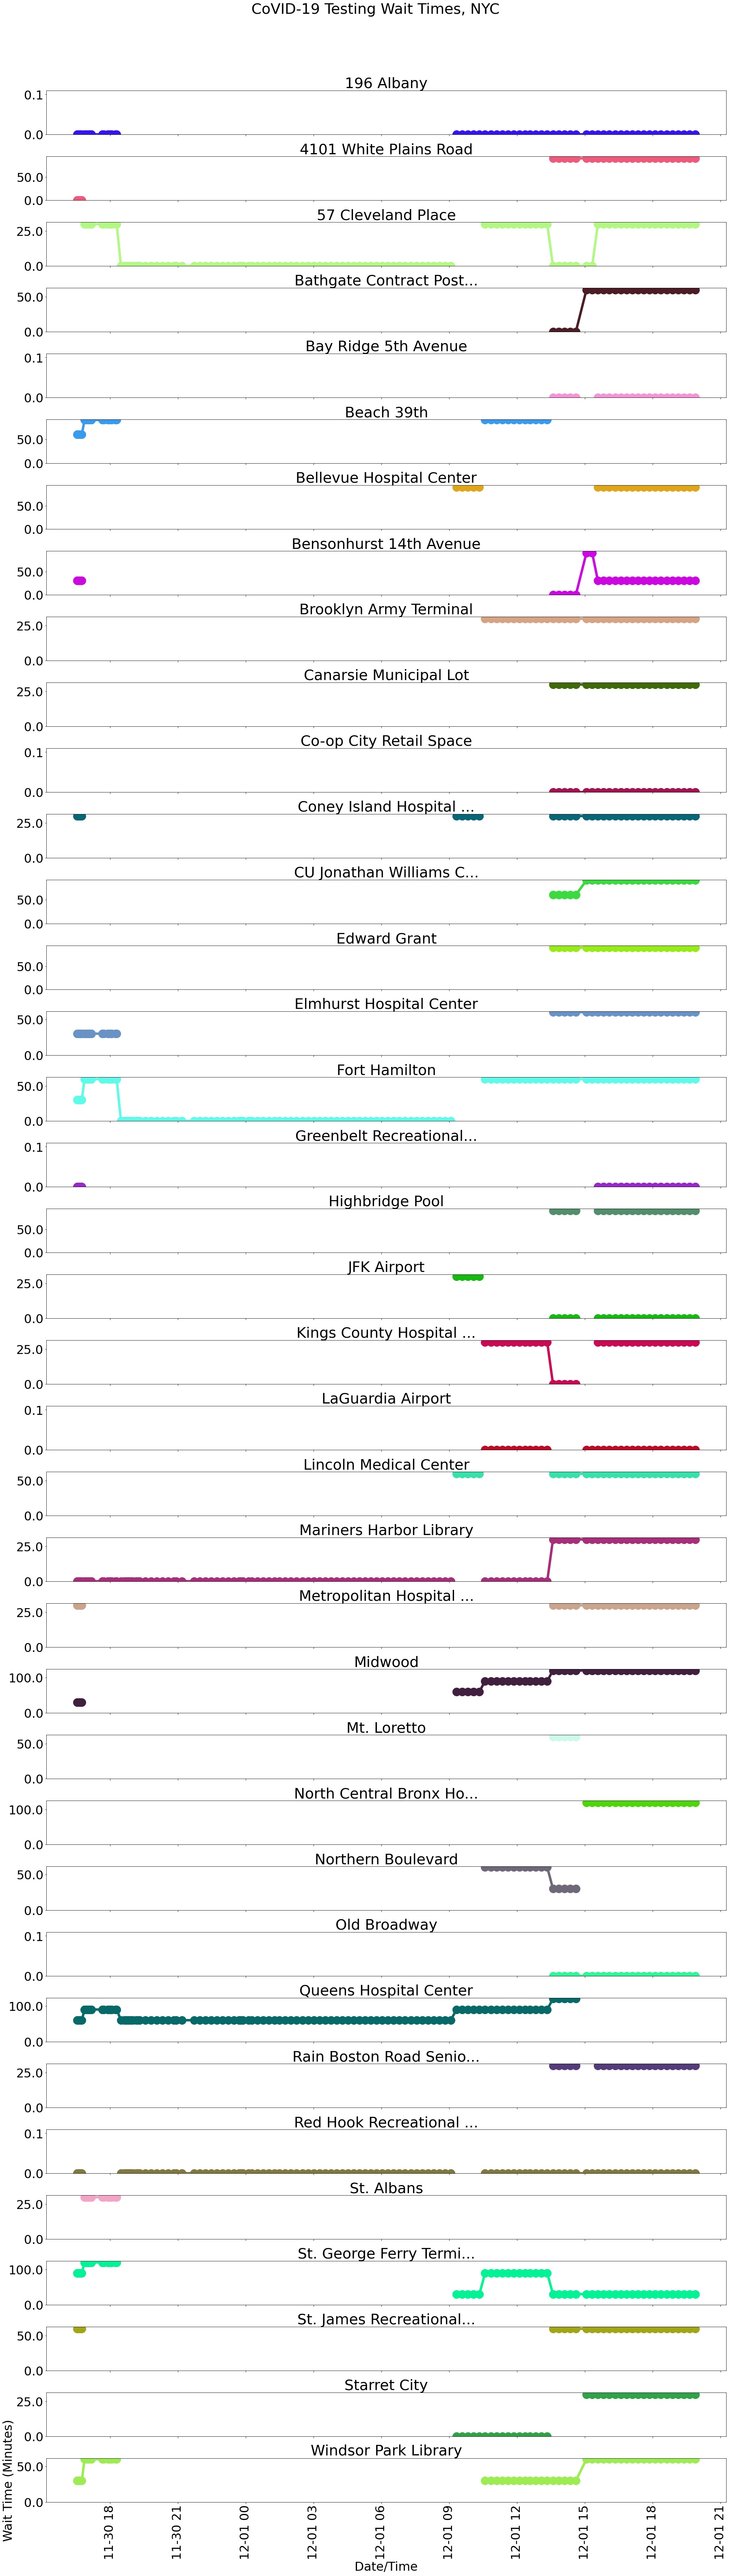 CoVID-19 Testing Wait Times, NYC
196 Albany
0.1
0.0
4101 White Plains Road
50.0
0.0
57 Cleveland Place
25.0
0.0
Bathgate Contract Post...
50.0
0.0
Bay Ridge 5th Avenue
0.1
0.0
Beach 39th
50.0
0.0
Bellevue Hospital Center
50.0
0.0
Bensonhurst 14th Avenue
50.0
0.0
Brooklyn Army Terminal
25.0
0.0
Canarsie Municipal Lot
25.0
0.0
Co-op City Retail Space
0.1
0.0
Coney Island Hospital ...
25.0
0.0
CU Jonathan Williams C...
50.0
0.0
Edward Grant
50.0
0.0
Elmhurst Hospital Center
50.0
0.0
Fort Hamilton
50.0
0.0
Greenbelt Recreational...
0.1
0.0
Highbridge Pool
50.0
0.0
JFK Airport
25.0
0.0
Kings County Hospital ...
25.0
0.0
LaGuardia Airport
0.1
0.0
Lincoln Medical Center
50.0
0.0
Mariners Harbor Library
25.0
0.0
Metropolitan Hospital ...
25.0
0.0
Midwood
100.0
0.0
Mt. Loretto
50.0
0.0
North Central Bronx Ho...
100.0
0.0
Northern Boulevard
50.0
0.0
Old Broadway
0.1
0.0
Queens Hospital Center
100.0
0.0
Rain Boston Road Senio...
25.0
0.0
Red Hook Recreational ...
0.1
0.0
St. Albans
25.0
0.0
St. George Ferry Termi...
100.0
0.0
St. James Recreational...
50.0
0.0
Starret City
25.0
0.0
Windsor Park Library
50.0
0.0
Wait Time (Minutes)
11-30 18
11-30 21
12-01 00
12-01 03
12-01 06
12-01 09
12-01 12
12-01 15
12-01 18
12-01 21
Date/Time